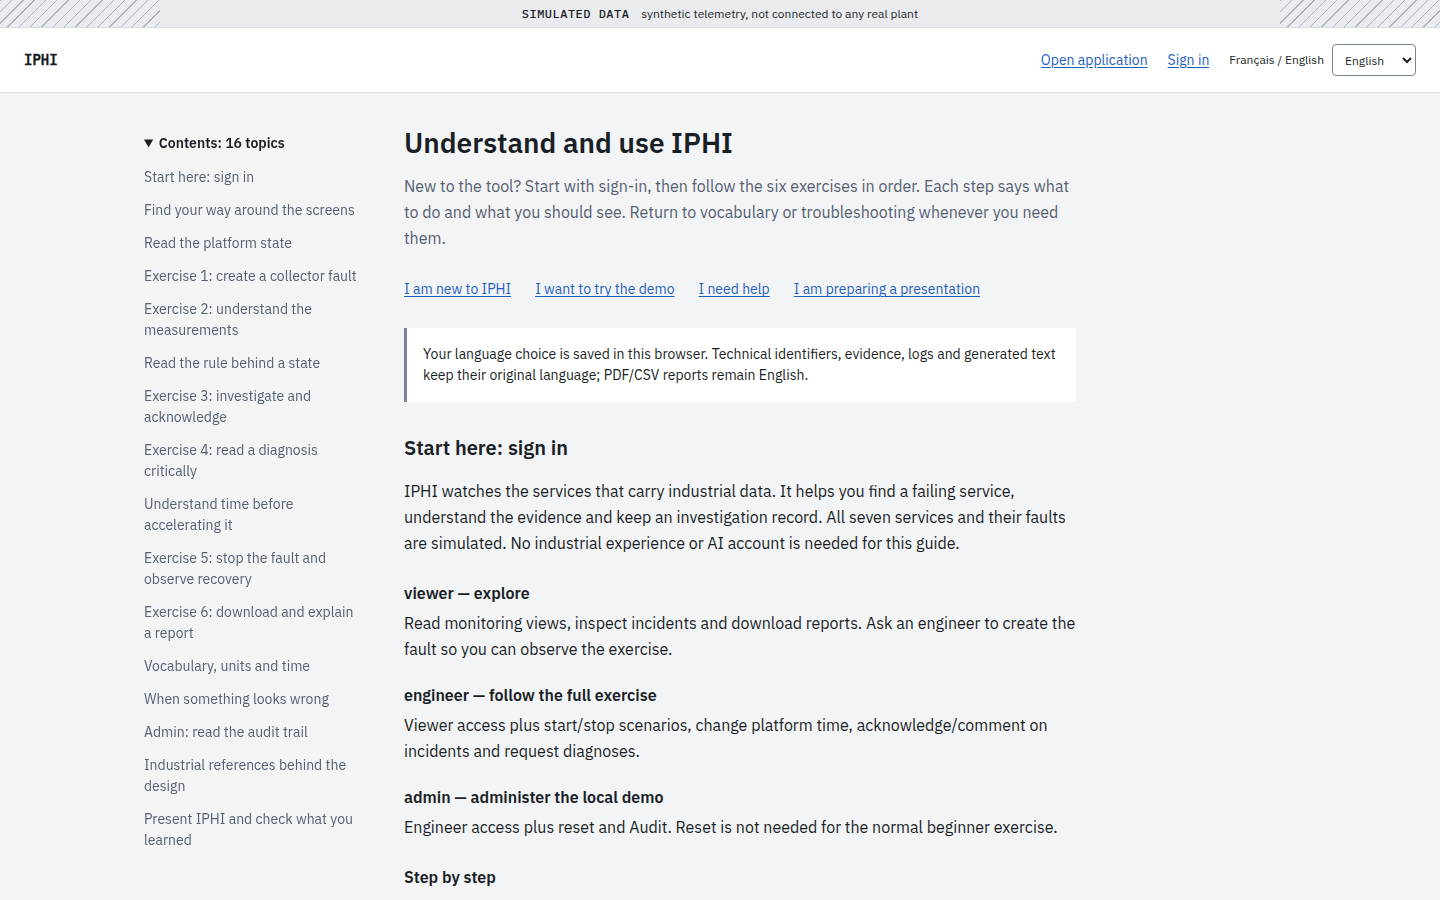 SIMULATED DATA synthetic telemetry, not connected to any real plant
IPHI
Open application
Sign in
Français / English
English
▼ Contents: 16 topics
Start here: sign in
Find your way around the screens
Read the platform state
Exercise 1: create a collector fault
Exercise 2: understand the
measurements
Read the rule behind a state
Exercise 3: investigate and
acknowledge
Exercise 4: read a diagnosis
critically
Understand time before
accelerating it
Exercise 5: stop the fault and
observe recovery
Exercise 6: download and explain
a report
Vocabulary, units and time
When something looks wrong
Admin: read the audit trail
Industrial references behind the
design
Present IPHI and check what you
learned
Understand and use IPHI
New to the tool? Start with sign-in, then follow the six exercises in order. Each step says what
to do and what you should see. Return to vocabulary or troubleshooting whenever you need
them.
I am new to IPHI
I want to try the demo
I need help
I am preparing a presentation
Your language choice is saved in this browser. Technical identifiers, evidence, logs and generated text
keep their original language; PDF/CSV reports remain English.
Start here: sign in
IPHI watches the services that carry industrial data. It helps you find a failing service,
understand the evidence and keep an investigation record. All seven services and their faults
are simulated. No industrial experience or AI account is needed for this guide.
viewer — explore
Read monitoring views, inspect incidents and download reports. Ask an engineer to create the
fault so you can observe the exercise.
engineer — follow the full exercise
Viewer access plus start/stop scenarios, change platform time, acknowledge/comment on
incidents and request diagnoses.
admin — administer the local demo
Engineer access plus reset and Audit. Reset is not needed for the normal beginner exercise.
Step by step